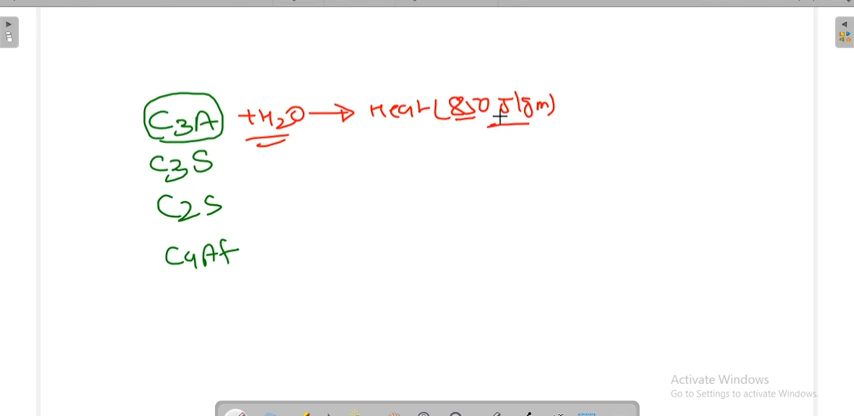 C3A +H2O → Heat (850 J/gm)
C3S
C2S
C4Af
Activate Windows
Go to Settings to activate Windows.